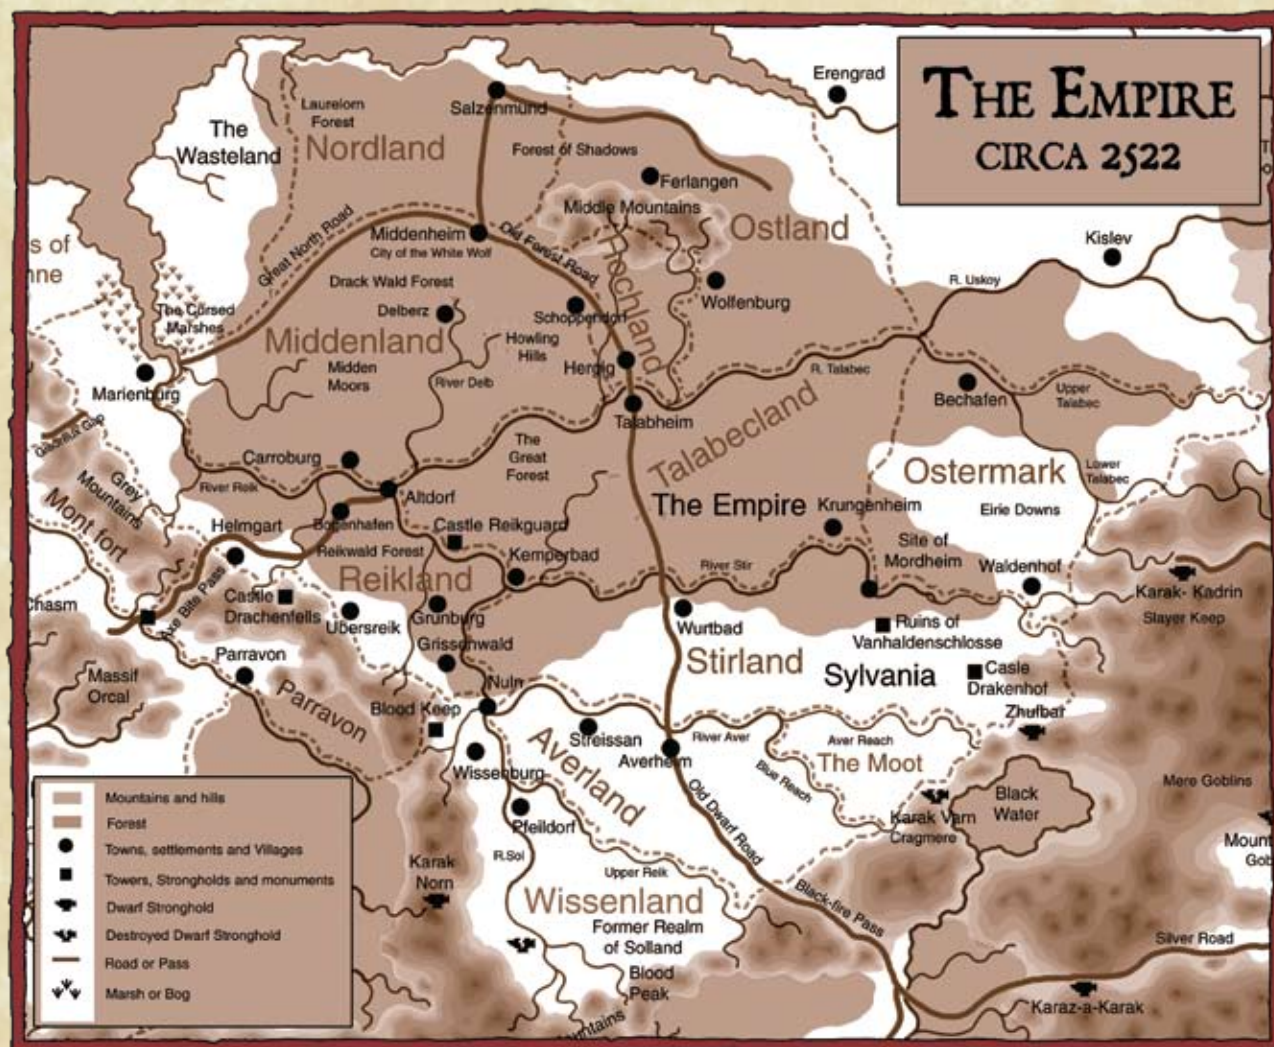 THE EMPIRE
CIRCA 2522
Erengrad
Salzenmund
Laurelorn
Forest
The
Wasteland
Nordland
Forest of Shadows
Ferlangen
Middle Mountains
Ostland
Great North Road
Middenheim
City of the White Wolf
Old Forest Road
Hochland
Kislev
s of
nne
Drack Wald Forest
R. Uskoy
The Cursed
Marshes
Delberz
Schoppendorf
Wolfenburg
Middenland
Howling
Hills
Midden
Moors
River Delb
Hergig
R. Talabec
Marienburg
Bechafen
Upper
Talabec
Talabheim
Talabecland
The
Great
Forest
Carroburg
River Reik
Altdorf
Ostermark
Lower
Talabec
Grey
Mountains
Mont fort
The Empire
Krungenheim
Eirie Downs
Helmgart
Bogenhafen
Castle Reikguard
Reikwald Forest
Kemperbad
Site of
Mordheim
River Stir
Waldenhof
Reikland
Karak- Kadrin
Slayer Keep
Chasm
Axe Bite Pass
Castle
Drachenfells
Ubersreik
Grunburg
Wurtbad
Ruins of
Vanhaldenschlosse
Grissenwald
Parravon
Stirland
Sylvania
Casle
Drakenhof
Massif
Orcal
Parravon
Nuln
Blood Keep
Zhufbar
Streissan
River Aver
Aver Reach
Averheim
The Moot
Wissenburg
Averland
Blue Reach
Mere Goblins
Black
Water
Old Dwarf Road
Karak Varn
Cragmere
Pfeildorf
Mount
Gob
R.Sol
Karak
Norn
Upper Reik
Wissenland
Black-fire Pass
Former Realm
of Solland
Silver Road
Blood
Peak
Karaz-a-Karak
untains
Mountains and hills
Forest
Towns, settlements and Villages
Towers, Strongholds and monuments
Dwarf Stronghold
Destroyed Dwarf Stronghold
Road or Pass
Marsh or Bog